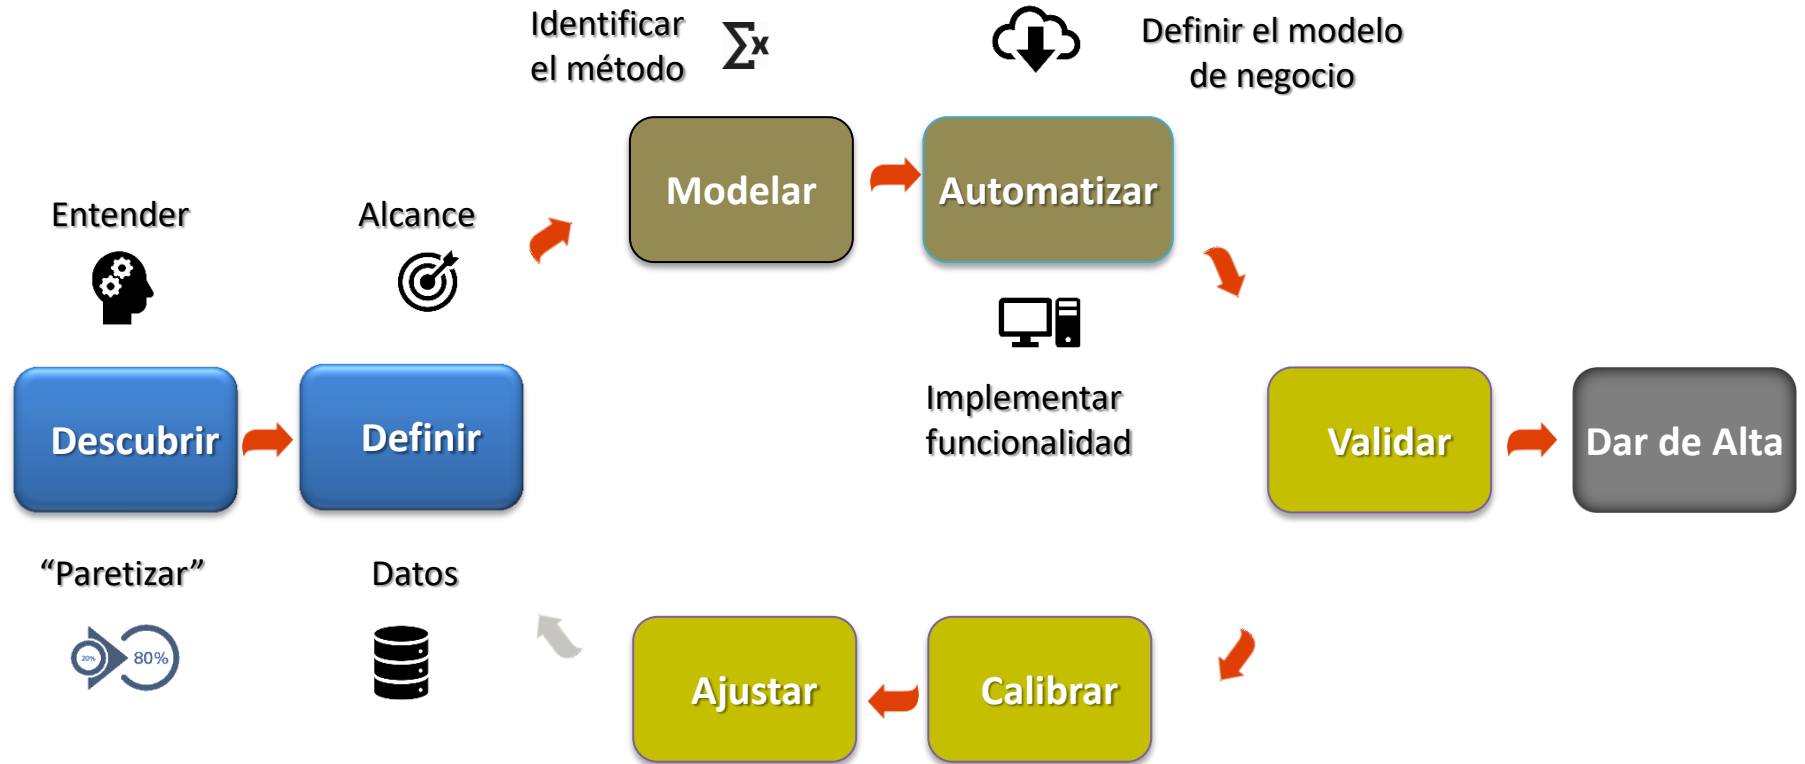 Identificar
el método
∑x
Definir el modelo
de negocio
Modelar
Automatizar
Entender
Alcance
Implementar
funcionalidad
Descubrir
Definir
Validar
Dar de Alta
“Paretizar”
Datos
20%
80%
Ajustar
Calibrar